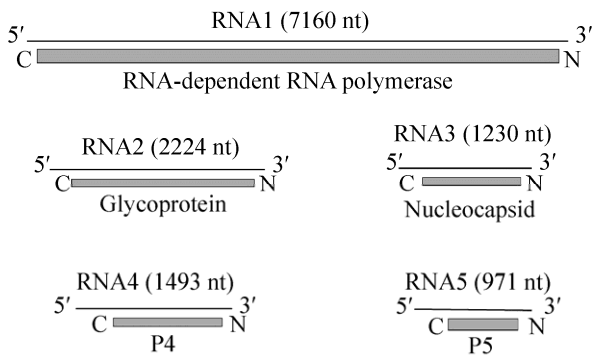 RNA1 (7160 nt)
5′ 3′
C N
RNA-dependent RNA polymerase
RNA2 (2224 nt)
5′ 3′
C N
Glycoprotein
RNA3 (1230 nt)
5′ 3′
C N
Nucleocapsid
RNA4 (1493 nt)
5′ 3′
C N
P4
RNA5 (971 nt)
5′ 3′
C N
P5